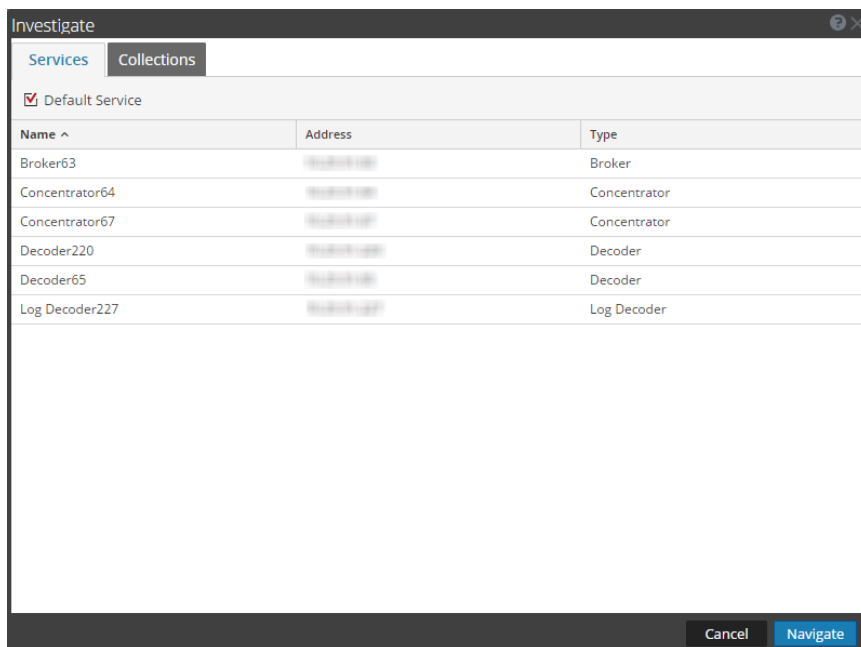 Investigate
Services Collections
Default Service
Name Address Type
Broker63 Broker
Concentrator64 Concentrator
Concentrator67 Concentrator
Decoder220 Decoder
Decoder65 Decoder
Log Decoder227 Log Decoder
Cancel Navigate